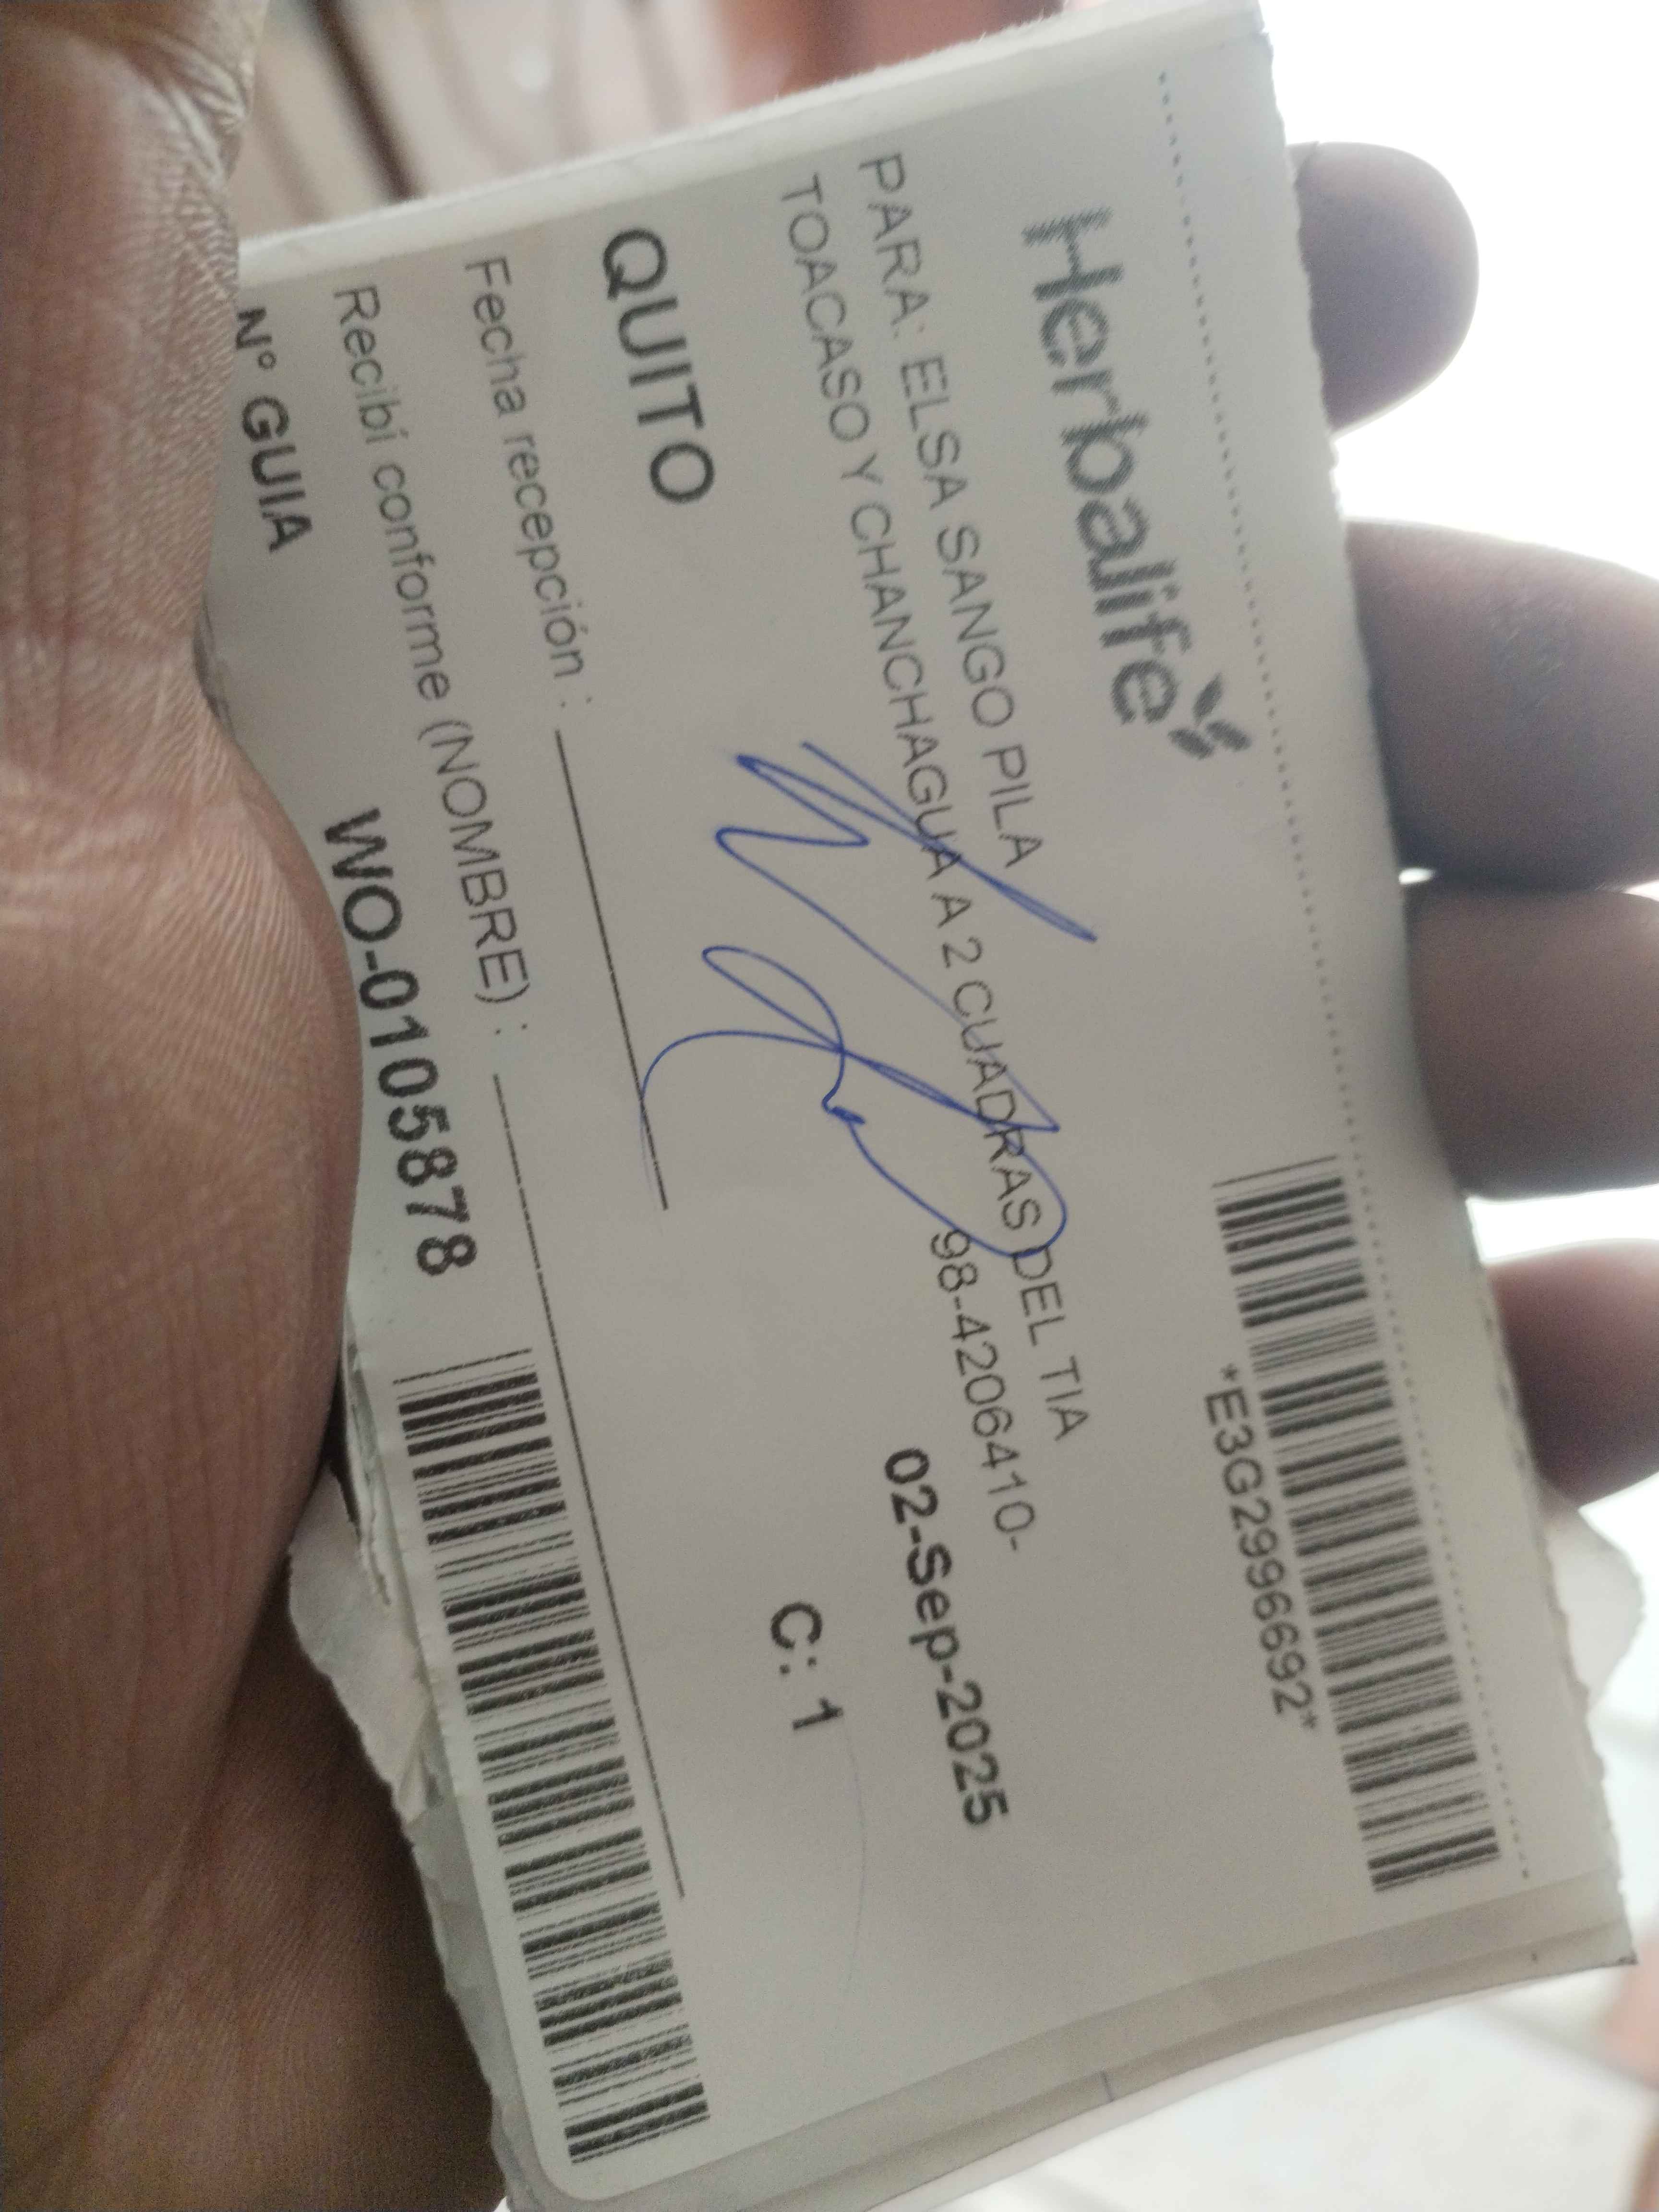 Herbalife
*E3G2996692*
PARA: ELSA SANGO PILA
TOACASO Y CHANCHAGUA A 2 CUADRAS DEL TIA
98-4206410-
02-Sep-2025
QUITO
C: 1
Fecha recepción :
Recibí conforme (NOMBRE) :
N° GUIA WO-0105878